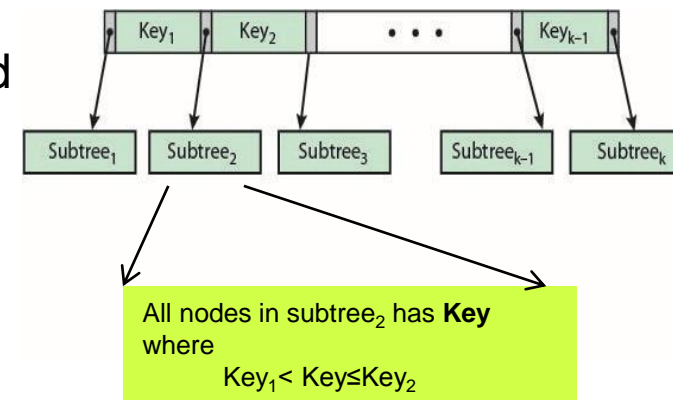 Key₁ Key₂ • • • Keyₖ₋₁
d
Subtree₁ Subtree₂ Subtree₃ Subtreeₖ₋₁ Subtreeₖ
All nodes in subtree₂ has Key
where
Key₁< Key≤Key₂